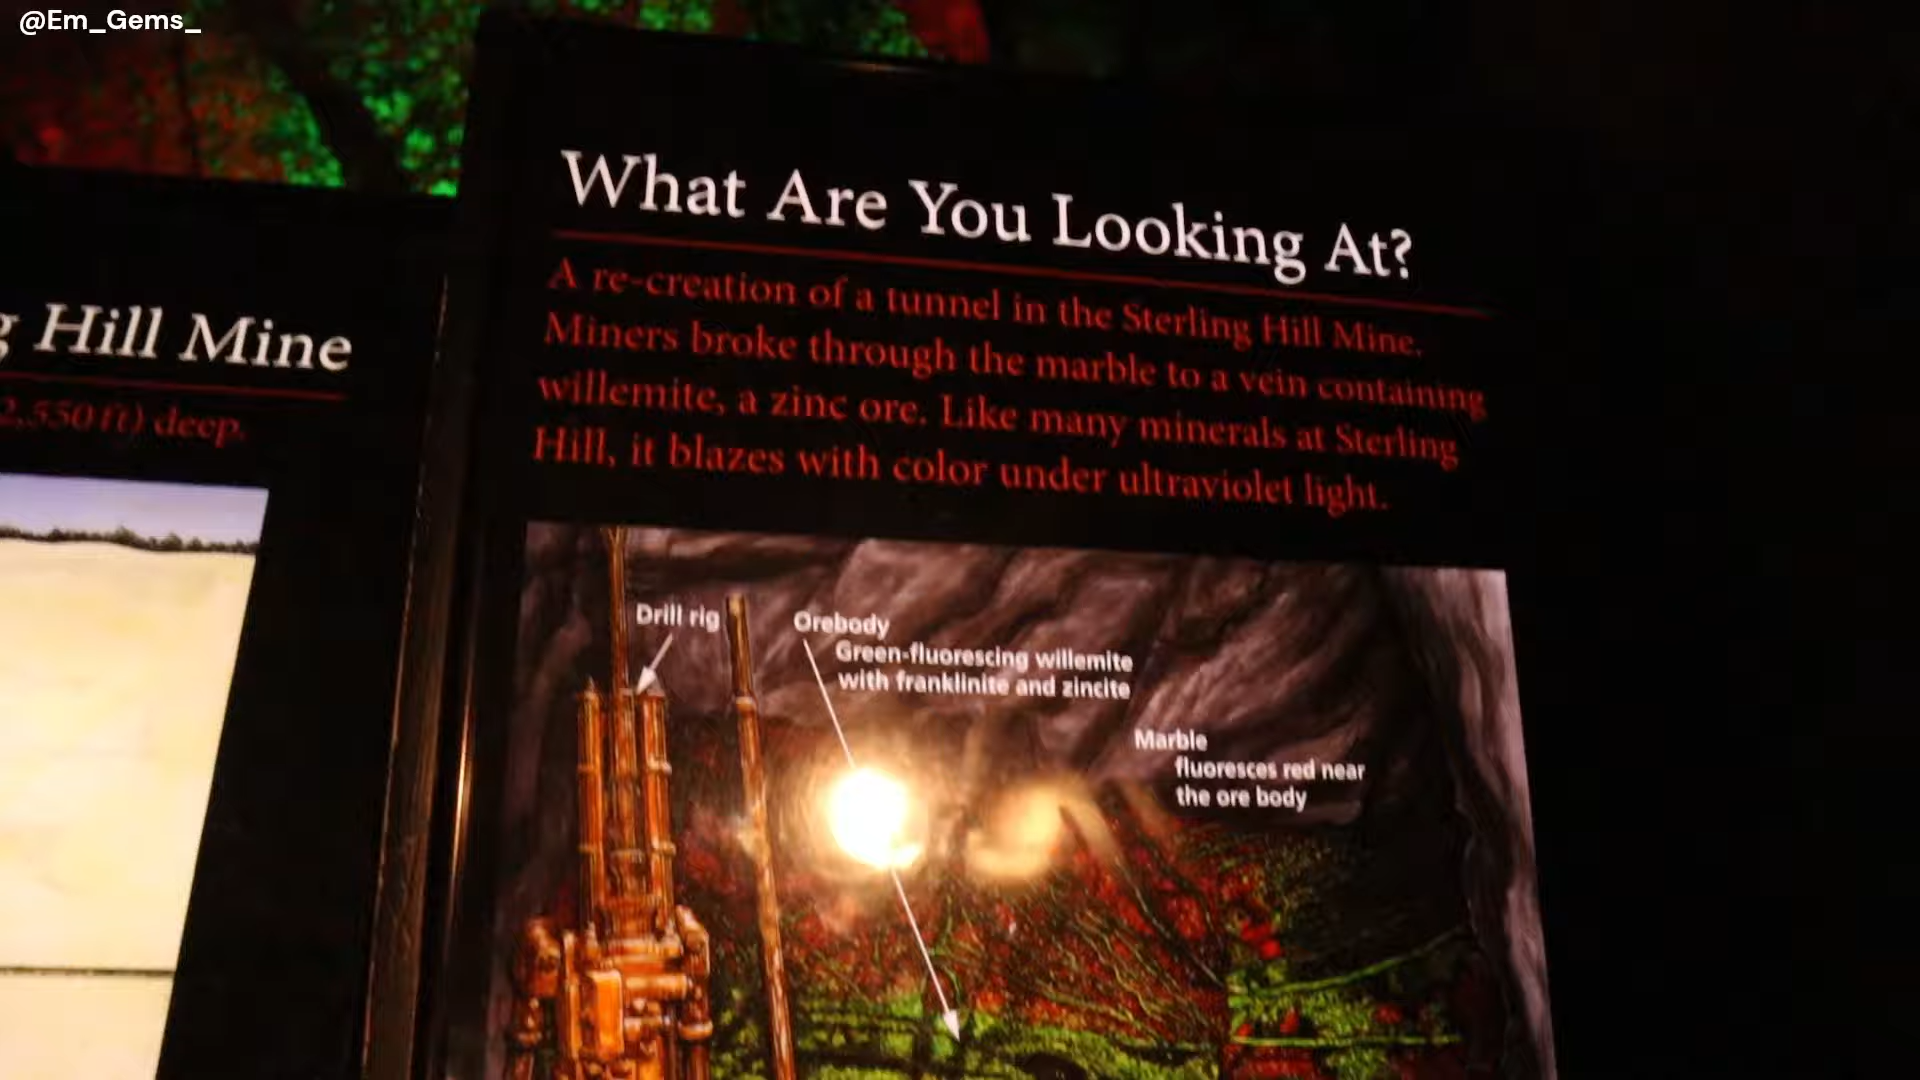 @Em_Gems_
Hill Mine
2,550 ft) deep.
What Are You Looking At?
A re-creation of a tunnel in the Sterling Hill Mine.
Miners broke through the marble to a vein containing
willemite, a zinc ore. Like many minerals at Sterling
Hill, it blazes with color under ultraviolet light.
Drill rig
Orebody
Green-fluorescing willemite
with franklinite and zincite
Marble
fluoresces red near
the ore body